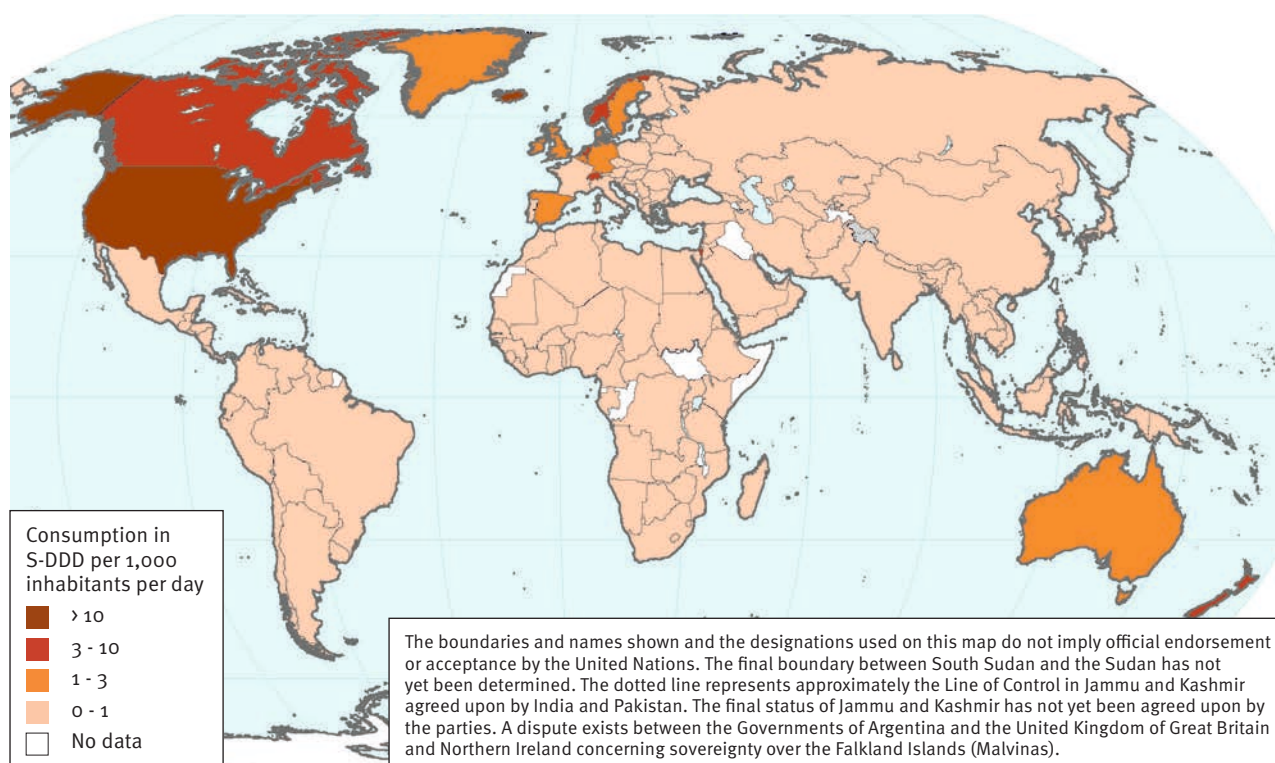 Consumption in
S-DDD per 1,000
inhabitants per day
> 10
3 - 10
1 - 3
0 - 1
No data
The boundaries and names shown and the designations used on this map do not imply official endorsement
or acceptance by the United Nations. The final boundary between South Sudan and the Sudan has not
yet been determined. The dotted line represents approximately the Line of Control in Jammu and Kashmir
agreed upon by India and Pakistan. The final status of Jammu and Kashmir has not yet been agreed upon by
the parties. A dispute exists between the Governments of Argentina and the United Kingdom of Great Britain
and Northern Ireland concerning sovereignty over the Falkland Islands (Malvinas).